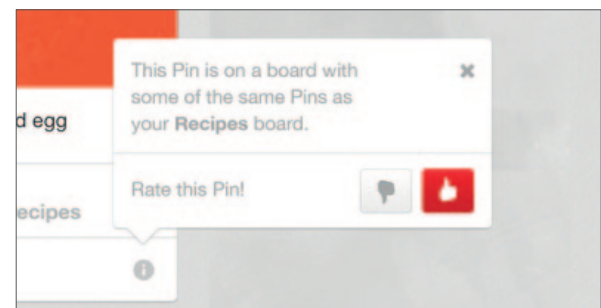 This Pin is on a board with
some of the same Pins as
your Recipes board.
d egg
Rate this Pin!
ecipes